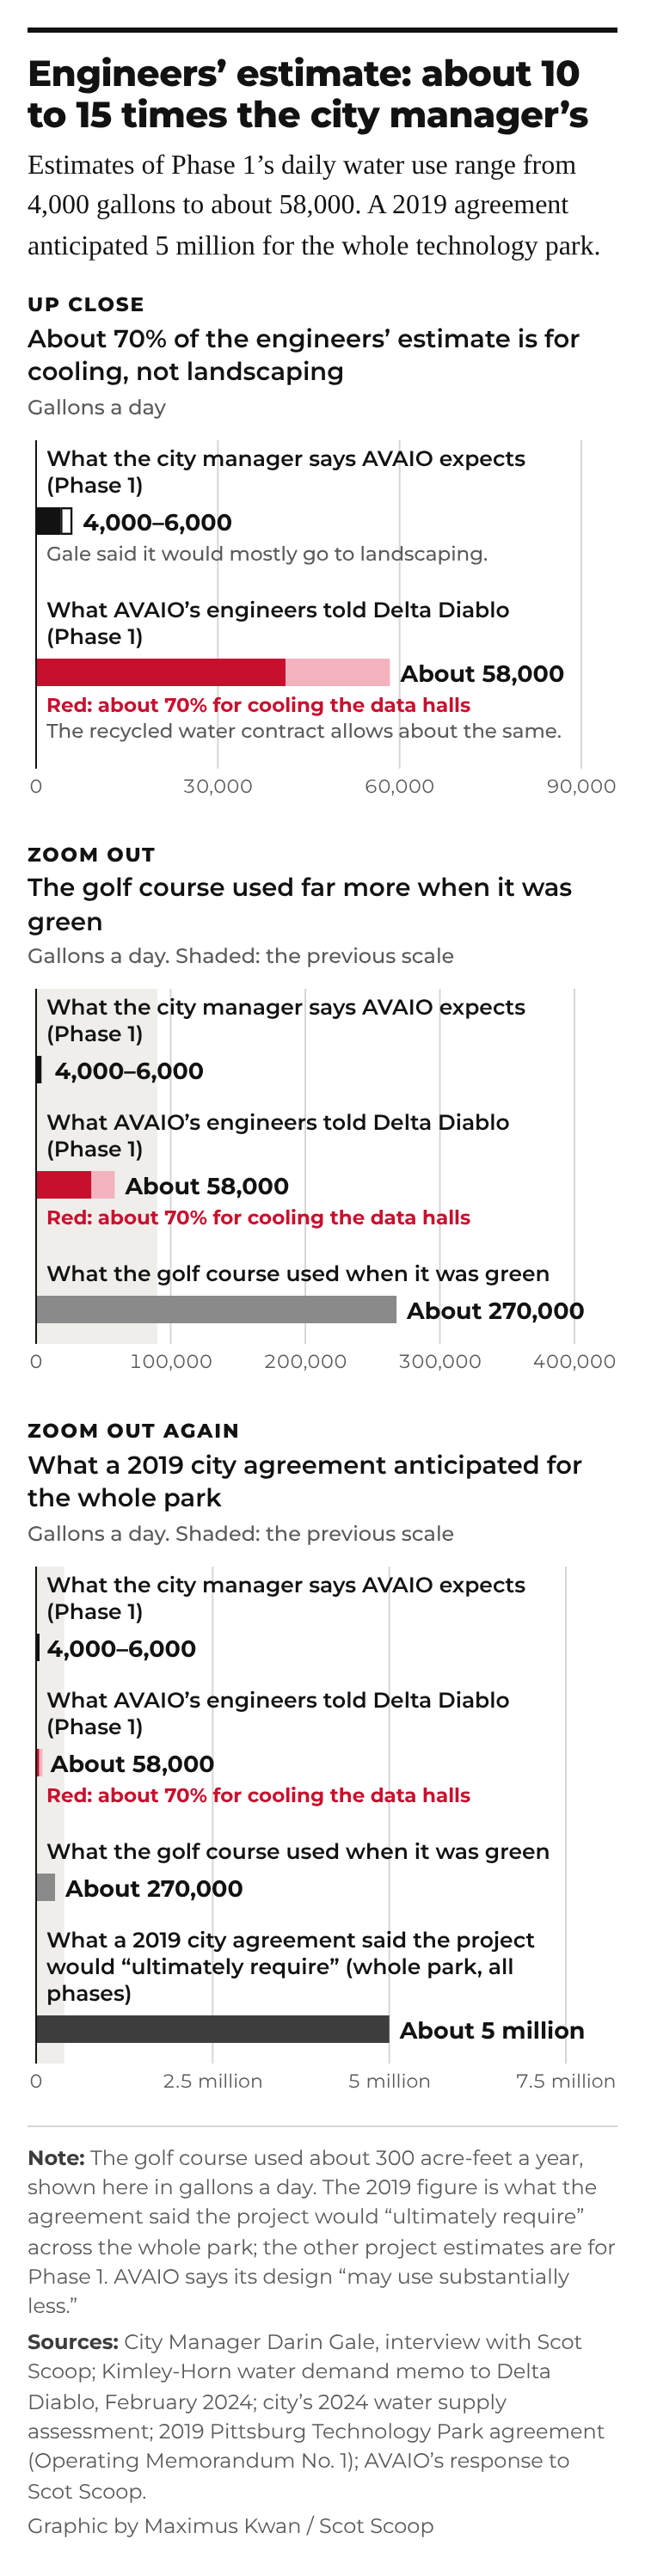 Engineers’ estimate: about 10
to 15 times the city manager’s
Estimates of Phase 1’s daily water use range from
4,000 gallons to about 58,000. A 2019 agreement
anticipated 5 million for the whole technology park.
UP CLOSE
About 70% of the engineers’ estimate is for
cooling, not landscaping
Gallons a day
What the city manager says AVAIO expects
(Phase 1)
4,000–6,000
Gale said it would mostly go to landscaping.
What AVAIO’s engineers told Delta Diablo
(Phase 1)
About 58,000
Red: about 70% for cooling the data halls
The recycled water contract allows about the same.
0 30,000 60,000 90,000
ZOOM OUT
The golf course used far more when it was
green
Gallons a day. Shaded: the previous scale
What the city manager says AVAIO expects
(Phase 1)
4,000–6,000
What AVAIO’s engineers told Delta Diablo
(Phase 1)
About 58,000
Red: about 70% for cooling the data halls
What the golf course used when it was green
About 270,000
0 100,000 200,000 300,000 400,000
ZOOM OUT AGAIN
What a 2019 city agreement anticipated for
the whole park
Gallons a day. Shaded: the previous scale
What the city manager says AVAIO expects
(Phase 1)
4,000–6,000
What AVAIO’s engineers told Delta Diablo
(Phase 1)
About 58,000
Red: about 70% for cooling the data halls
What the golf course used when it was green
About 270,000
What a 2019 city agreement said the project
would “ultimately require” (whole park, all
phases)
About 5 million
0 2.5 million 5 million 7.5 million
Note: The golf course used about 300 acre-feet a year,
shown here in gallons a day. The 2019 figure is what the
agreement said the project would “ultimately require”
across the whole park; the other project estimates are for
Phase 1. AVAIO says its design “may use substantially
less.”
Sources: City Manager Darin Gale, interview with Scot
Scoop; Kimley-Horn water demand memo to Delta
Diablo, February 2024; city’s 2024 water supply
assessment; 2019 Pittsburg Technology Park agreement
(Operating Memorandum No. 1); AVAIO’s response to
Scot Scoop.
Graphic by Maximus Kwan / Scot Scoop